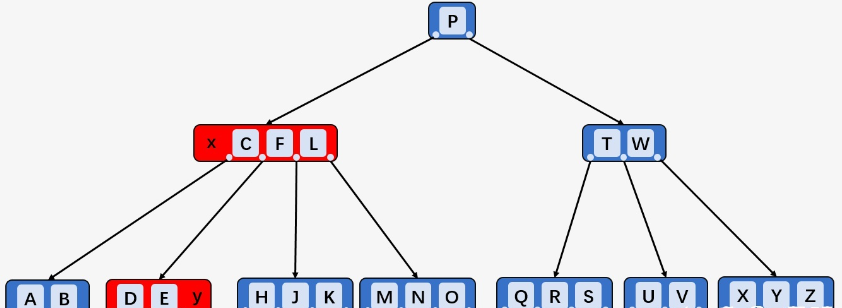 P
x C F L
T W
A B
D E y
H J K
M N O
Q R S
U V
X Y Z